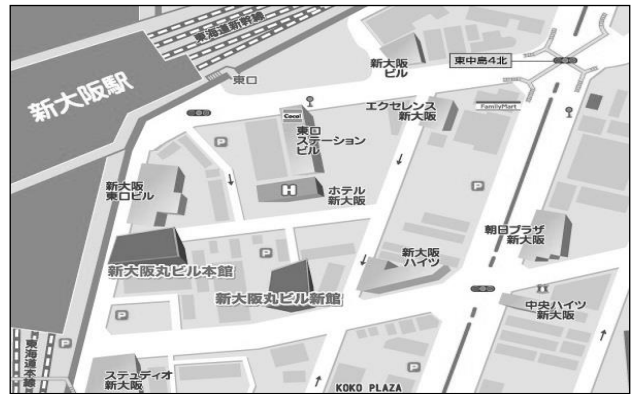 東海道新幹線
新大阪駅
東口
新大阪
ビル
東中島4北
エクセレンス
新大阪
FamilyMart
Coco!
東口
ステーション
ビル
P
H
ホテル
新大阪
P
新大阪
東口ビル
朝日プラザ
新大阪
新大阪丸ビル本館
新大阪
ハイツ
P
新大阪丸ビル新館
中央ハイツ
新大阪
P
P
東海道本線
ステュディオ
新大阪
P
KOKO PLAZA